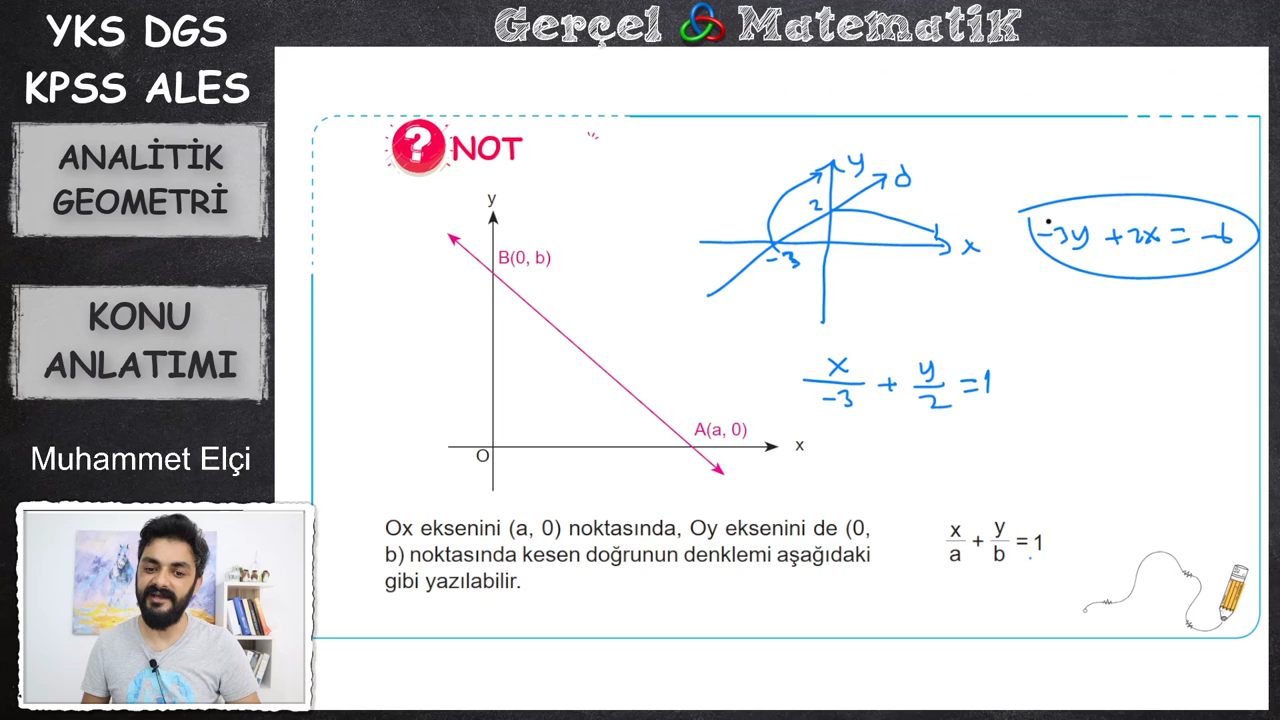 Gerçel Matematik
YKS DGS
KPSS ALES
ANALİTİK
GEOMETRİ
KONU
ANLATIMI
Muhammet Elçi
? NOT
y
B(0, b)
A(a, 0)
O
x
y
d
2
-3
x
-3y + 2x = -6
x/-3 + y/2 = 1
Ox eksenini (a, 0) noktasında, Oy eksenini de (0,
b) noktasında kesen doğrunun denklemi aşağıdaki
gibi yazılabilir.
x/a + y/b = 1